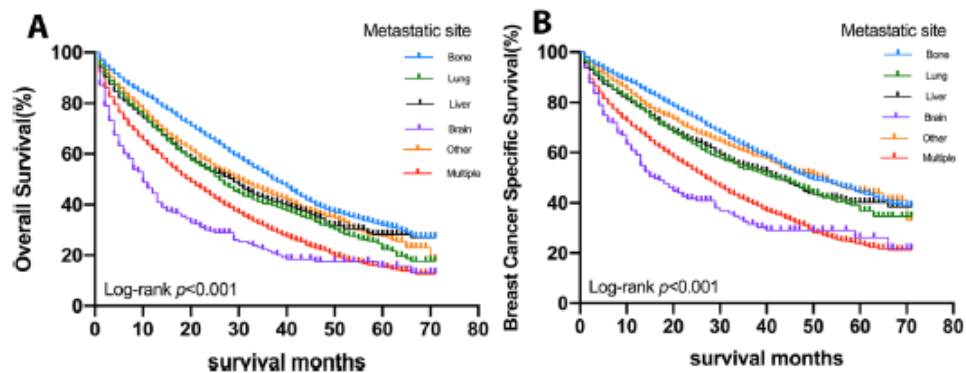 A
Metastatic site
Bone
Lung
Liver
Brain
Other
Multiple
Overall Survival(%)
100
80
60
40
20
0
Log-rank p<0.001
0 10 20 30 40 50 60 70 80
survival months
B
Metastatic site
Bone
Lung
Liver
Brain
Other
Multiple
Breast Cancer Specific Survival(%)
100
80
60
40
20
0
Log-rank p<0.001
0 10 20 30 40 50 60 70 80
survival months